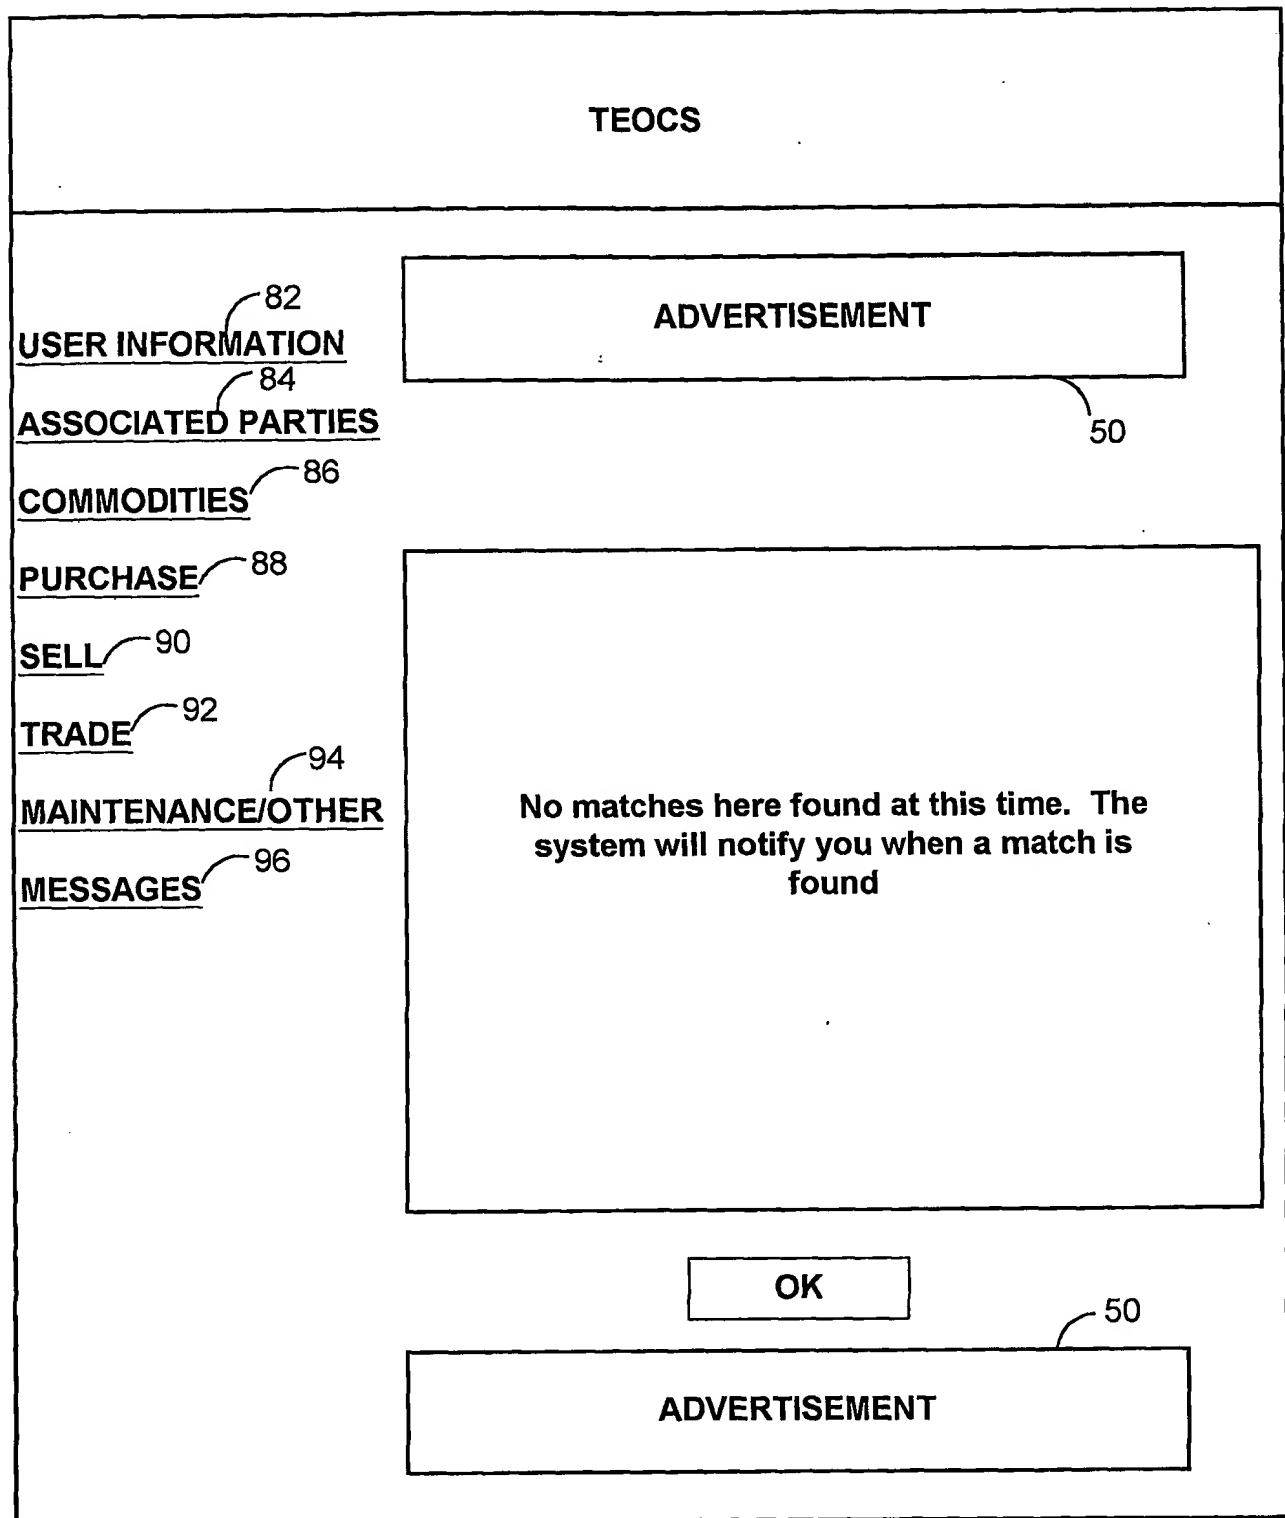 TEOCS
82
USER INFORMATION
84
ASSOCIATED PARTIES
86
COMMODITIES
88
PURCHASE
90
SELL
92
TRADE
94
MAINTENANCE/OTHER
96
MESSAGES
ADVERTISEMENT
50
No matches here found at this time. The
system will notify you when a match is
found
OK
50
ADVERTISEMENT